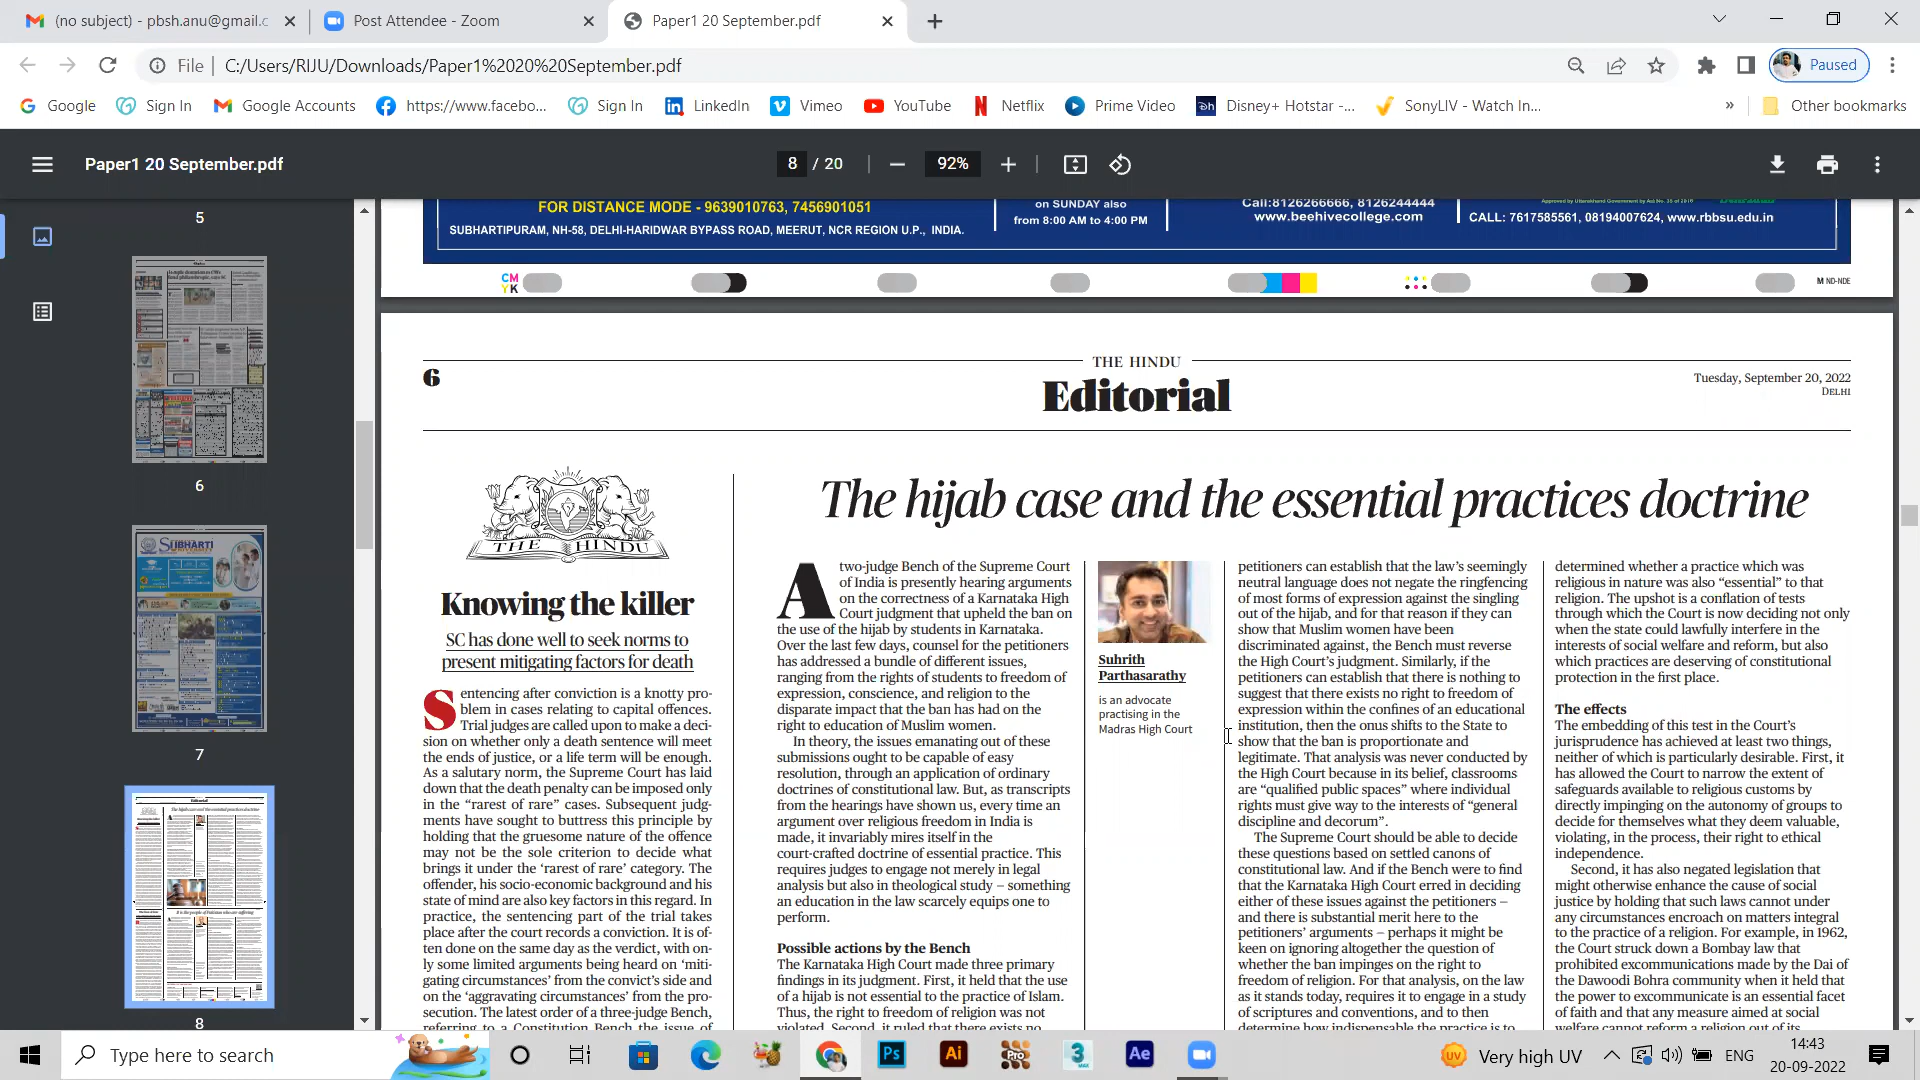 (no subject) - pbsh.anu@gmail.c
Post Attendee - Zoom
Paper1 20 September.pdf
File
C:/Users/RIJU/Downloads/Paper1%2020%20September.pdf
Paused
Google
Sign In
Google Accounts
https://www.facebo...
Sign In
LinkedIn
Vimeo
YouTube
Netflix
Prime Video
Disney+ Hotstar -...
SonyLIV - Watch In...
»
Other bookmarks
Paper1 20 September.pdf
8 / 20
92%
5
6
7
8
FOR DISTANCE MODE - 9639010763, 7456901051
SUBHARTIPURAM, NH-58, DELHI-HARIDWAR BYPASS ROAD, MEERUT, NCR REGION U.P., INDIA.
on SUNDAY also
from 8:00 AM to 4:00 PM
Call:8126266666, 8126244444
www.beehivecollege.com
CALL: 7617585561, 08194007624, www.rbbsu.edu.in
CM
YK
M ND-NDE
6
THE HINDU
Editorial
Tuesday, September 20, 2022
DELHI
THE HINDU
Knowing the killer
SC has done well to seek norms to
present mitigating factors for death
Sentencing after conviction is a knotty pro-
blem in cases relating to capital offences.
Trial judges are called upon to make a deci-
sion on whether only a death sentence will meet
the ends of justice, or a life term will be enough.
As a salutary norm, the Supreme Court has laid
down that the death penalty can be imposed only
in the “rarest of rare” cases. Subsequent judg-
ments have sought to buttress this principle by
holding that the gruesome nature of the offence
may not be the sole criterion to decide what
brings it under the ‘rarest of rare’ category. The
offender, his socio-economic background and his
state of mind are also key factors in this regard. In
practice, the sentencing part of the trial takes
place after the court records a conviction. It is of-
ten done on the same day as the verdict, with on-
ly some limited arguments being heard on ‘miti-
gating circumstances’ from the convict’s side and
on the ‘aggravating circumstances’ from the pro-
secution. The latest order of a three-judge Bench,
referring to a Constitution Bench the issue of
The hijab case and the essential practices doctrine
A two-judge Bench of the Supreme Court
of India is presently hearing arguments
on the correctness of a Karnataka High
Court judgment that upheld the ban on
the use of the hijab by students in Karnataka.
Over the last few days, counsel for the petitioners
has addressed a bundle of different issues,
ranging from the rights of students to freedom of
expression, conscience, and religion to the
disparate impact that the ban has had on the
right to education of Muslim women.
In theory, the issues emanating out of these
submissions ought to be capable of easy
resolution, through an application of ordinary
doctrines of constitutional law. But, as transcripts
from the hearings have shown us, every time an
argument over religious freedom in India is
made, it invariably mires itself in the
court-crafted doctrine of essential practice. This
requires judges to engage not merely in legal
analysis but also in theological study – something
an education in the law scarcely equips one to
perform.
Possible actions by the Bench
The Karnataka High Court made three primary
findings in its judgment. First, it held that the use
of a hijab is not essential to the practice of Islam.
Thus, the right to freedom of religion was not
violated. Second, it ruled that there exists no
Suhrith
Parthasarathy
is an advocate
practising in the
Madras High Court
petitioners can establish that the law’s seemingly
neutral language does not negate the ringfencing
of most forms of expression against the singling
out of the hijab, and for that reason if they can
show that Muslim women have been
discriminated against, the Bench must reverse
the High Court’s judgment. Similarly, if the
petitioners can establish that there is nothing to
suggest that there exists no right to freedom of
expression within the confines of an educational
institution, then the onus shifts to the State to
show that the ban is proportionate and
legitimate. That analysis was never conducted by
the High Court because in its belief, classrooms
are “qualified public spaces” where individual
rights must give way to the interests of “general
discipline and decorum”.
The Supreme Court should be able to decide
these questions based on settled canons of
constitutional law. And if the Bench were to find
that the Karnataka High Court erred in deciding
either of these issues against the petitioners –
and there is substantial merit here to the
petitioners’ arguments – perhaps it might be
keen on ignoring altogether the question of
whether the ban impinges on the right to
freedom of religion. For that analysis, on the law
as it stands today, requires it to engage in a study
of scriptures and conventions, and to then
determine how indispensable the practice is to
determined whether a practice which was
religious in nature was also “essential” to that
religion. The upshot is a conflation of tests
through which the Court is now deciding not only
when the state could lawfully interfere in the
interests of social welfare and reform, but also
which practices are deserving of constitutional
protection in the first place.
The effects
The embedding of this test in the Court’s
jurisprudence has achieved at least two things,
neither of which is particularly desirable. First, it
has allowed the Court to narrow the extent of
safeguards available to religious customs by
directly impinging on the autonomy of groups to
decide for themselves what they deem valuable,
violating, in the process, their right to ethical
independence.
Second, it has also negated legislation that
might otherwise enhance the cause of social
justice by holding that such laws cannot under
any circumstances encroach on matters integral
to the practice of a religion. For example, in 1962,
the Court struck down a Bombay law that
prohibited excommunications made by the Dai of
the Dawoodi Bohra community when it held that
the power to excommunicate is an essential facet
of faith and that any measure aimed at social
welfare cannot reform a religion out of its
Type here to search
Very high UV
ENG
14:43
20-09-2022